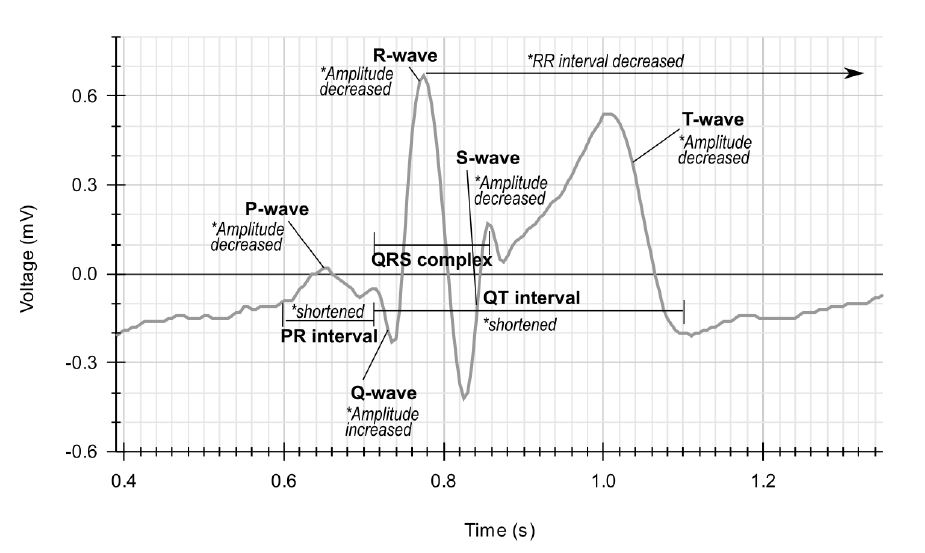 R-wave
*Amplitude
decreased
*RR interval decreased
T-wave
*Amplitude
decreased
S-wave
*Amplitude
decreased
P-wave
*Amplitude
decreased
QRS complex
QT interval
*shortened
*shortened
PR interval
Q-wave
*Amplitude
increased
Voltage (mV)
0.6
0.3
0.0
-0.3
-0.6
0.4 0.6 0.8 1.0 1.2
Time (s)